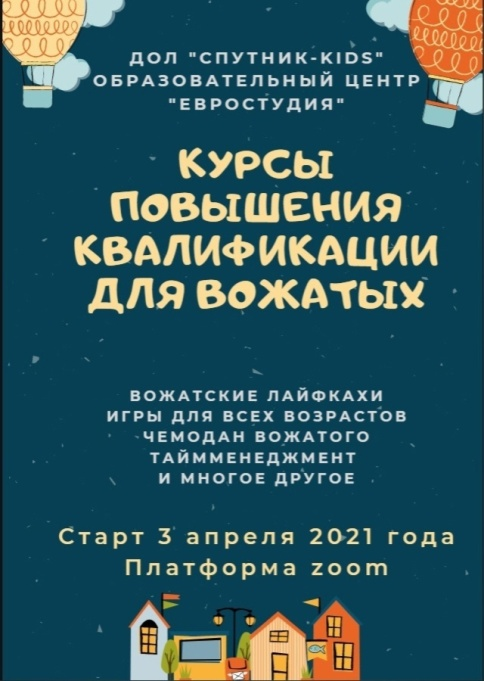 ДОЛ "СПУТНИК-KIDS"
ОБРАЗОВАТЕЛЬНЫЙ ЦЕНТР
"ЕВРОСТУДИЯ"
КУРСЫ
ПОВЫШЕНИЯ
КВАЛИФИКАЦИИ
ДЛЯ ВОЖАТЫХ
ВОЖАТСКИЕ ЛАЙФКАХИ
ИГРЫ ДЛЯ ВСЕХ ВОЗРАСТОВ
ЧЕМОДАН ВОЖАТОГО
ТАЙММЕНЕДЖМЕНТ
И МНОГОЕ ДРУГОЕ
Старт 3 апреля 2021 года
Платформа zoom